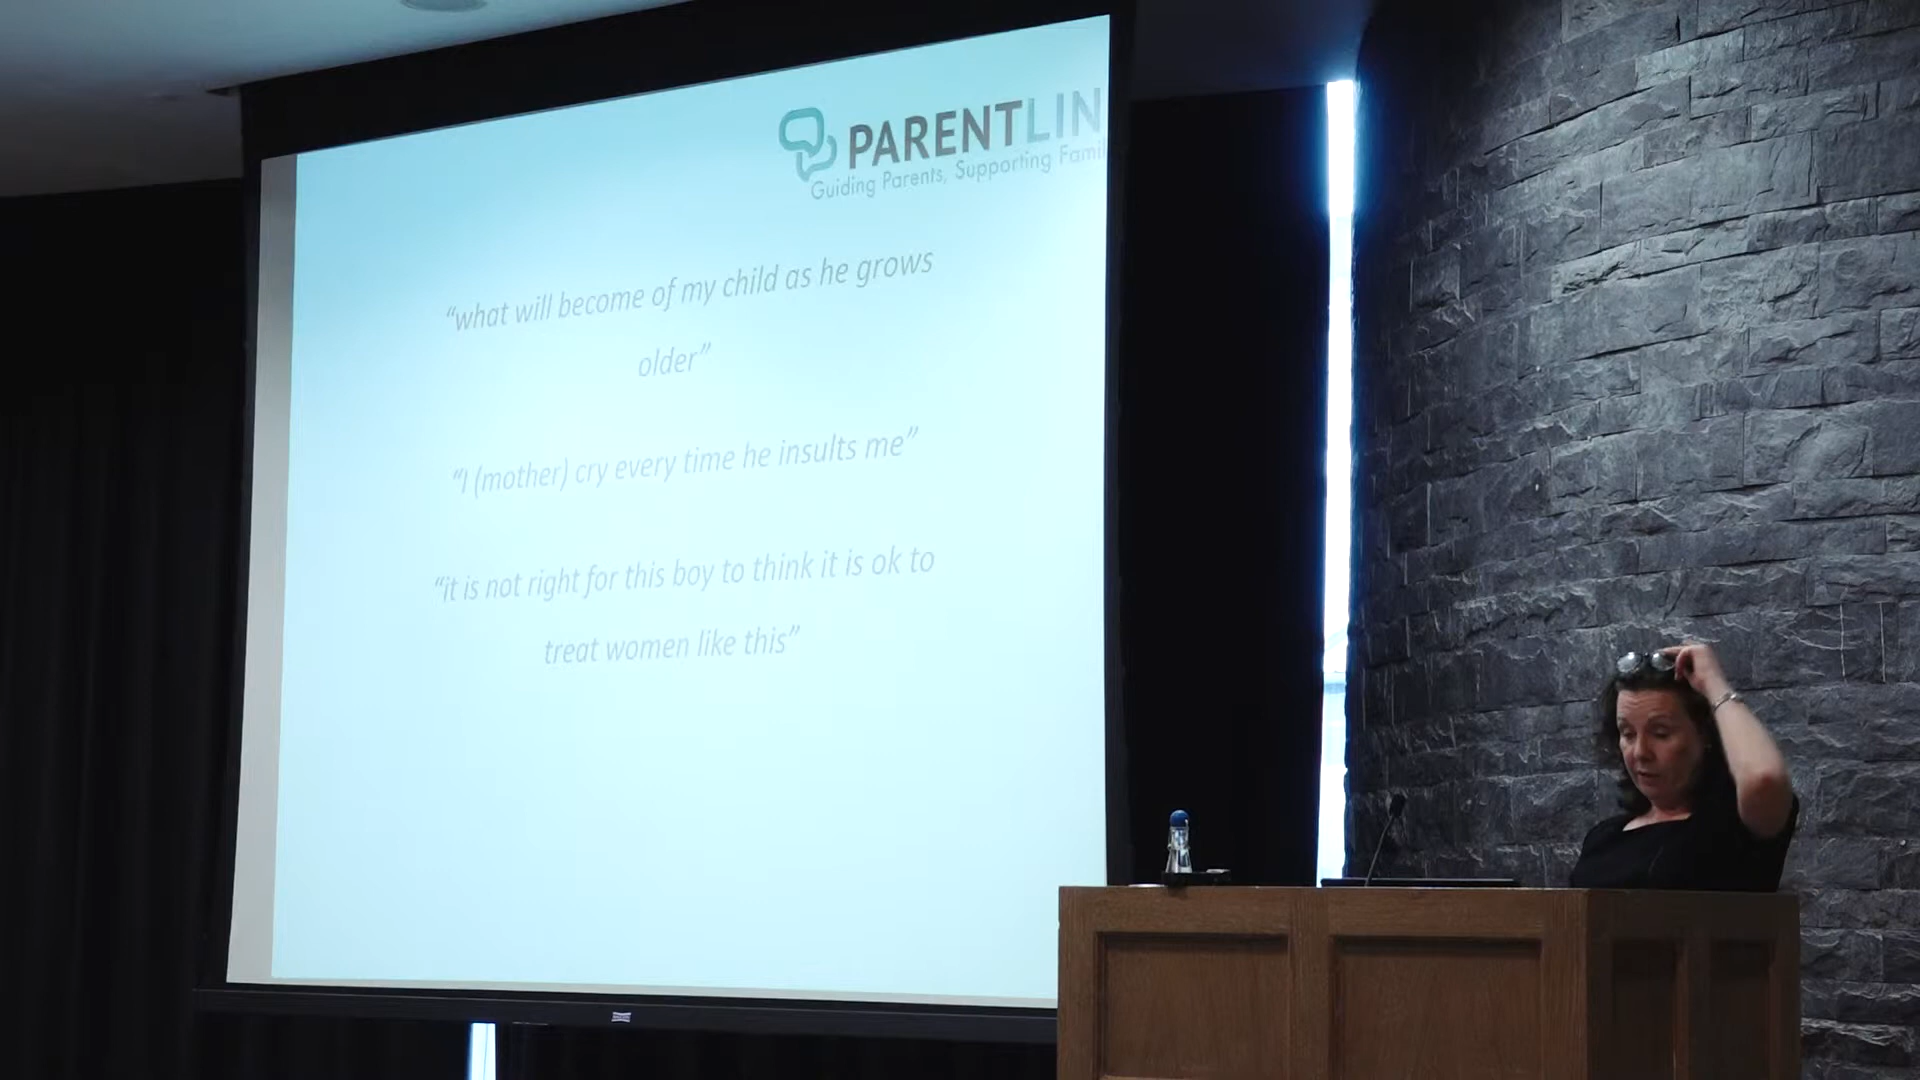 PARENTLIN
Guiding Parents, Supporting Famil
“what will become of my child as he grows
older”
“I (mother) cry every time he insults me”
“it is not right for this boy to think it is ok to
treat women like this”